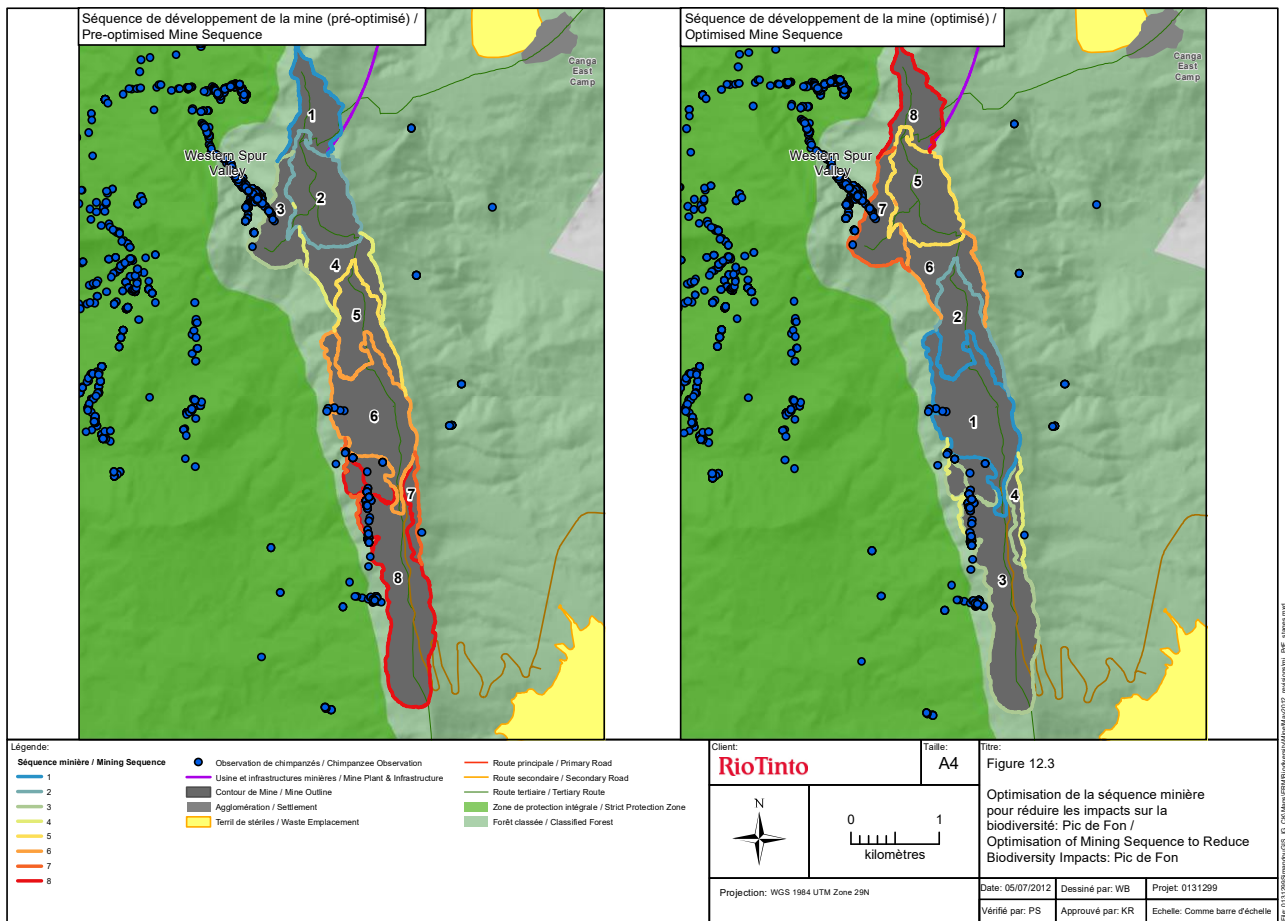 Séquence de développement de la mine (pré-optimisé) /
Pre-optimised Mine Sequence
Canga
East
Camp
Western Spur
Valley
1
2
3
4
5
6
7
8
Séquence de développement de la mine (optimisé) /
Optimised Mine Sequence
Canga
East
Camp
Western Spur
Valley
8
5
7
6
2
1
4
3
Légende:
Séquence minière / Mining Sequence
1
2
3
4
5
6
7
8
Observation de chimpanzés / Chimpanzee Observation
Usine et infrastructures minières / Mine Plant & Infrastructure
Contour de Mine / Mine Outline
Agglomération / Settlement
Terril de stériles / Waste Emplacement
Route principale / Primary Road
Route secondaire / Secondary Road
Route tertiaire / Tertiary Route
Zone de protection intégrale / Strict Protection Zone
Forêt classée / Classified Forest
Client:
RioTinto
Taille:
A4
N
0 1
kilomètres
Projection: WGS 1984 UTM Zone 29N
Titre:
Figure 12.3
Optimisation de la séquence minière
pour réduire les impacts sur la
biodiversité: Pic de Fon /
Optimisation of Mining Sequence to Reduce
Biodiversity Impacts: Pic de Fon
Date: 05/07/2012 Dessiné par: WB Projet: 0131299
Vérifié par: PS Approuvé par: KR Echelle: Comme barre d'échelle